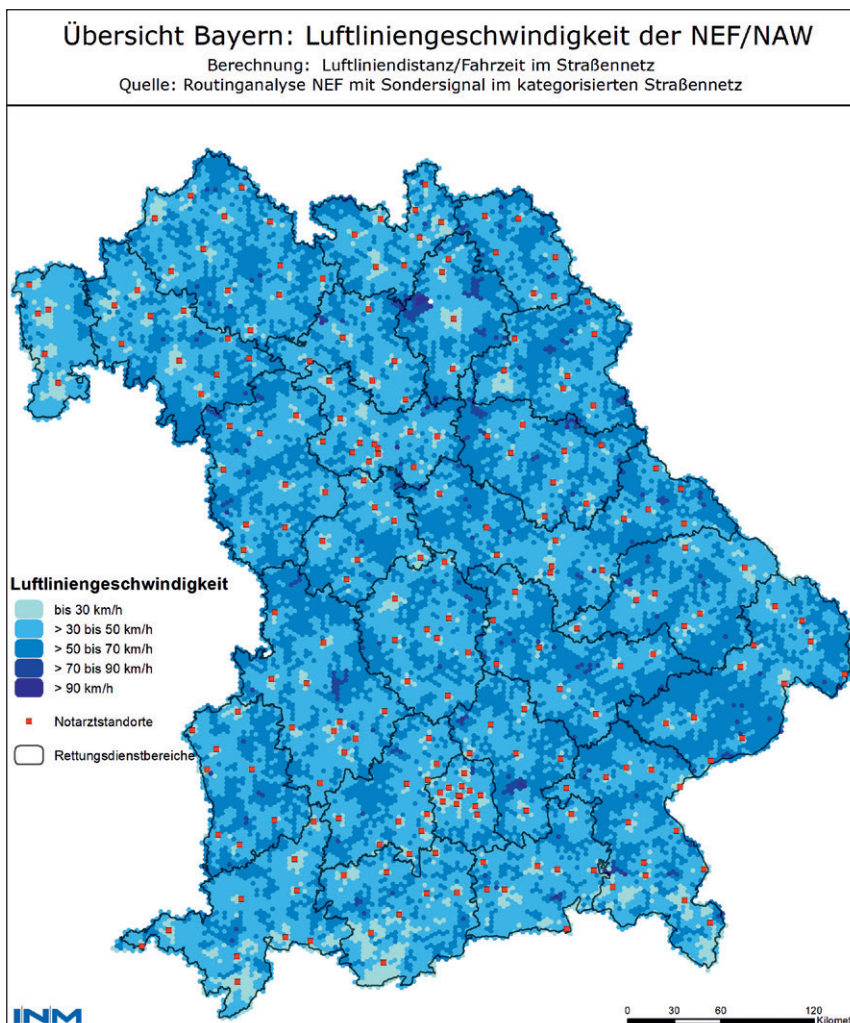 Übersicht Bayern: Luftliniengeschwindigkeit der NEF/NAW
Berechnung: Luftliniendistanz/Fahrzeit im Straßennetz
Quelle: Routinganalyse NEF mit Sondersignal im kategorisierten Straßennetz
Luftliniengeschwindigkeit
bis 30 km/h
> 30 bis 50 km/h
> 50 bis 70 km/h
> 70 bis 90 km/h
> 90 km/h
Notarztstandorte
Rettungsdienstbereiche
INM
0 30 60 120
Kilomet